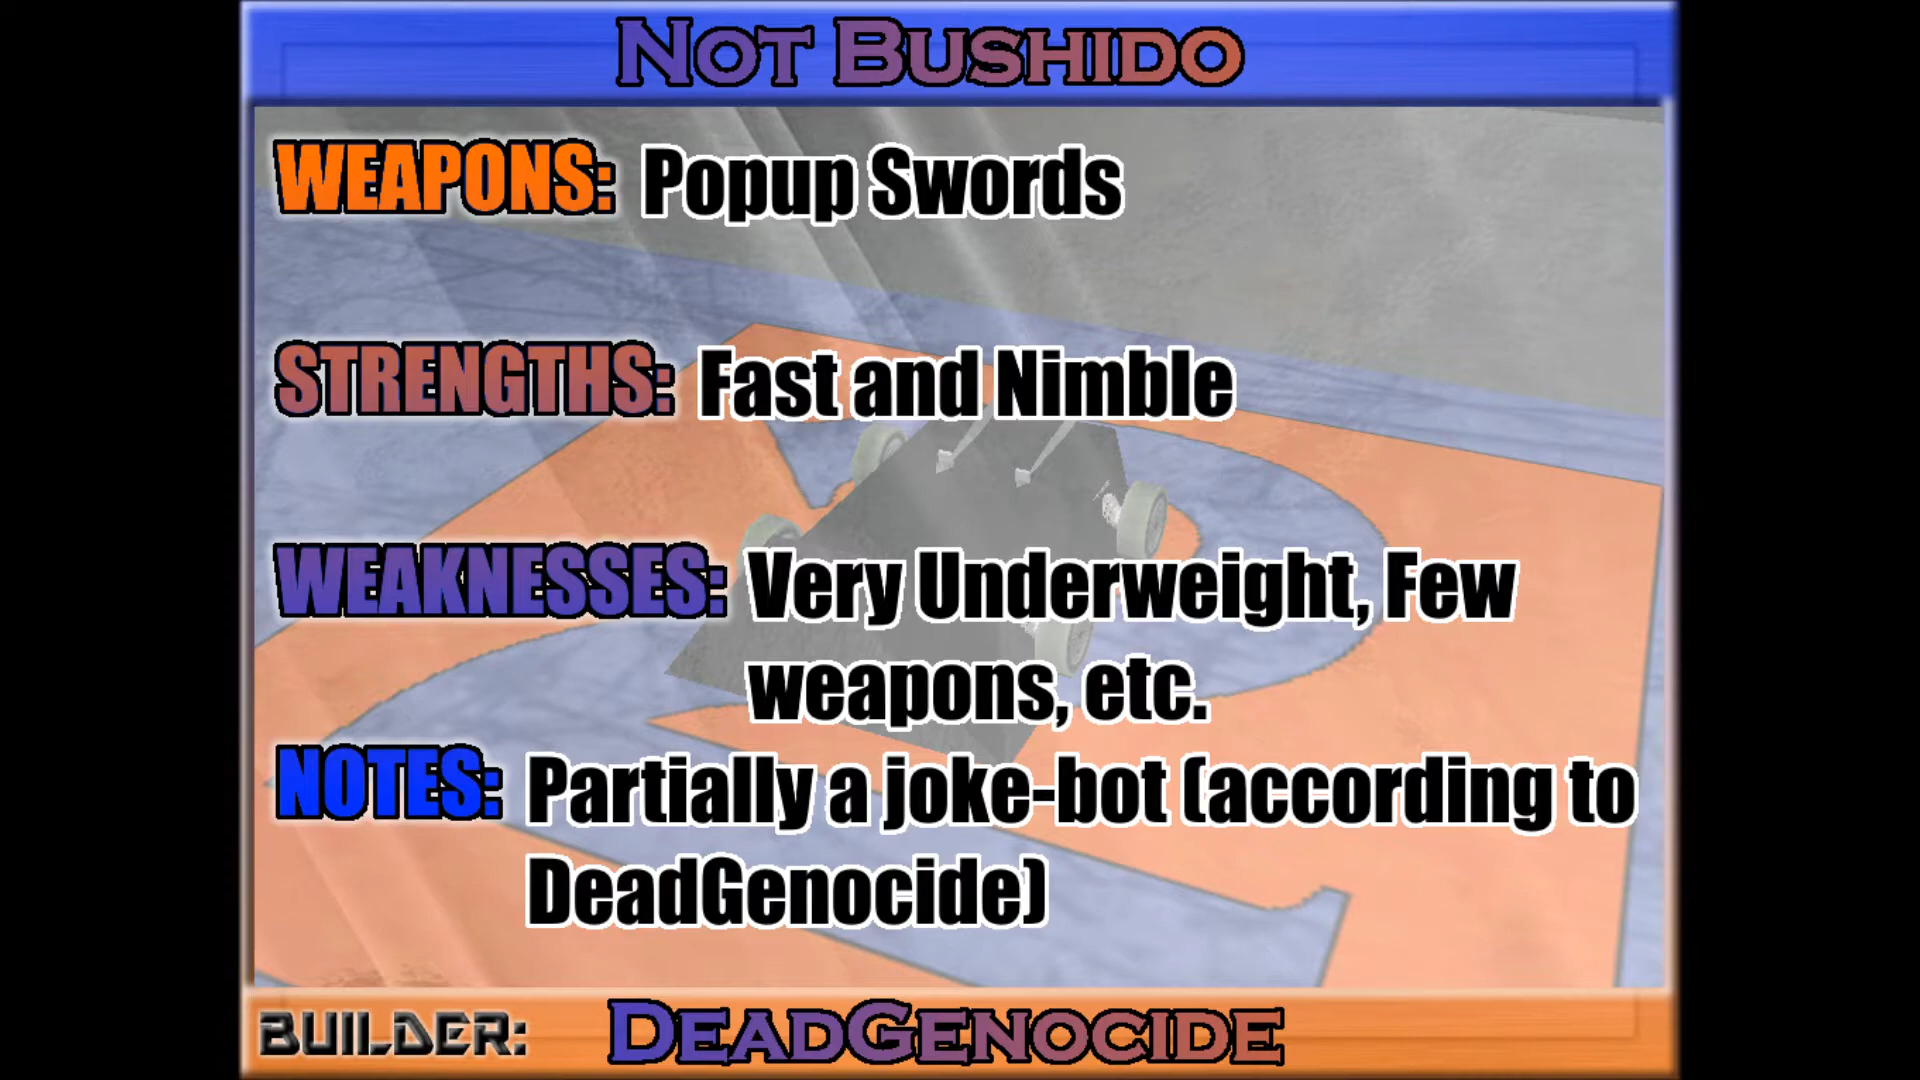 NOT BUSHIDO
WEAPONS: Popup Swords
STRENGTHS: Fast and Nimble
WEAKNESSES: Very Underweight, Few
weapons, etc.
NOTES: Partially a joke-bot (according to
DeadGenocide)
BUILDER: DEADGENOCIDE